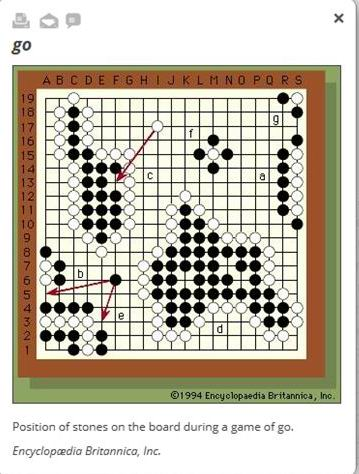 go
A B C D E F G H I J K L M N O P Q R S
19
18
17
16
15
14
13
12
11
10
9
8
7
6
5
4
3
2
1
g
f
a
c
b
e
d
©1994 Encyclopaedia Britannica, Inc.
Position of stones on the board during a game of go.
Encyclopædia Britannica, Inc.